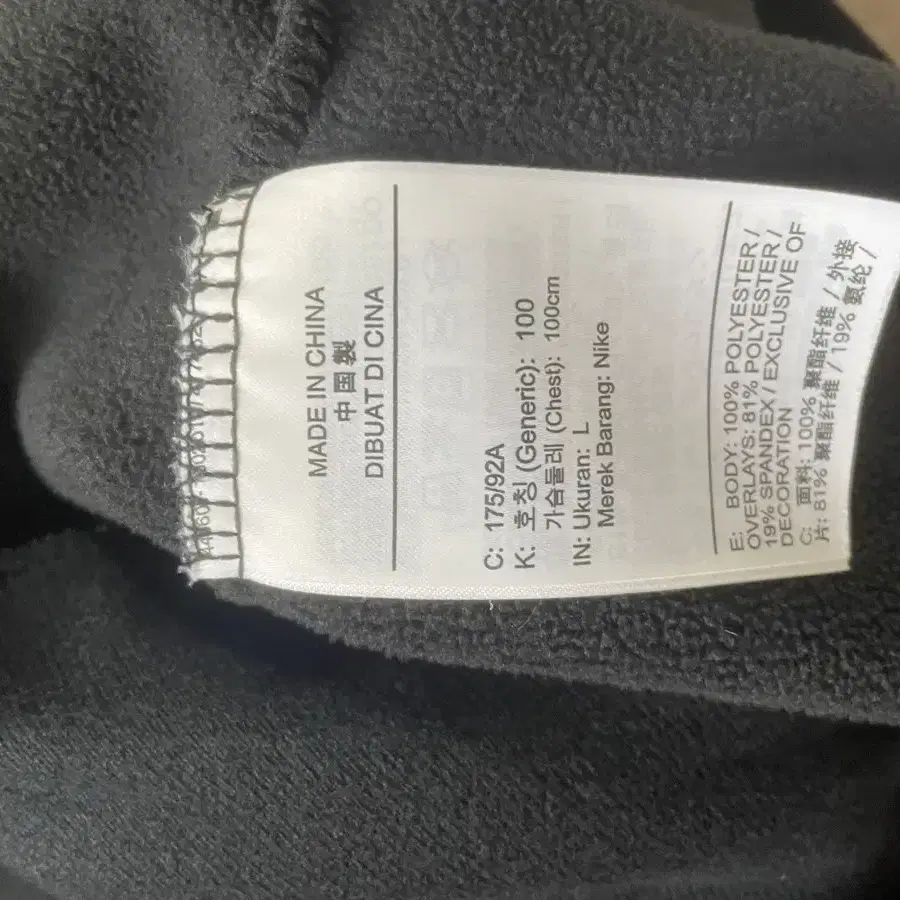 MADE IN CHINA
中国製
DIBUAT DI CINA
C: 175/92A
K: 호칭 (Generic): 100
가슴둘레 (Chest): 100cm
IN: Ukuran: L
Merek Barang: Nike
E: BODY: 100% POLYESTER /
OVERLAYS: 81% POLYESTER /
19% SPANDEX / EXCLUSIVE OF
DECORATION
C: 面料: 100% 聚酯纤维 / 外接
片: 81% 聚酯纤维 / 19% 氨纶 /